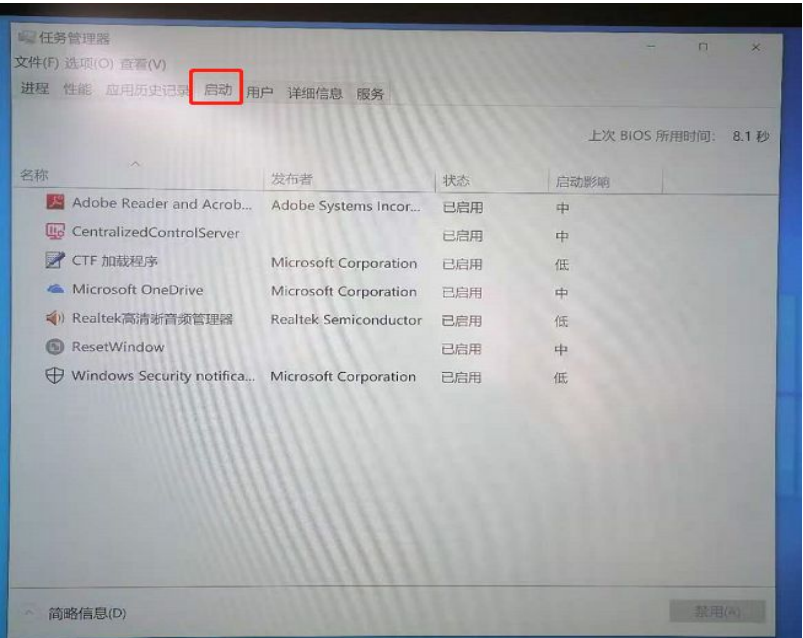 任务管理器
文件(F) 选项(O) 查看(V)
进程 性能 应用历史记录 启动 用户 详细信息 服务
上次 BIOS 所用时间: 8.1 秒
名称 发布者 状态 启动影响
Adobe Reader and Acrob... Adobe Systems Incor... 已启用 中
CentralizedControlServer 已启用 中
CTF 加载程序 Microsoft Corporation 已启用 低
Microsoft OneDrive Microsoft Corporation 已启用 中
Realtek高清晰音频管理器 Realtek Semiconductor 已启用 低
ResetWindow 已启用 中
Windows Security notifica... Microsoft Corporation 已启用 低
简略信息(D) 禁用(A)